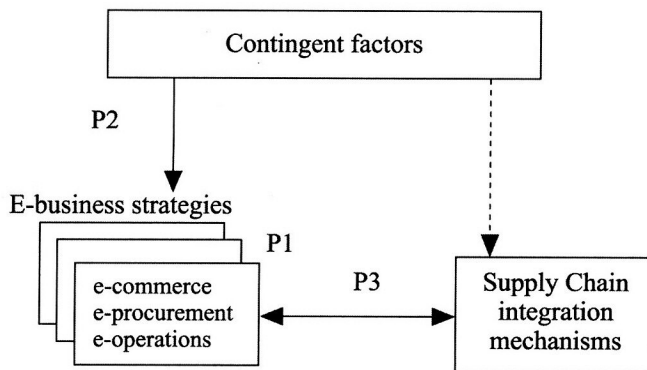 Contingent factors
P2
E-business strategies
P1
e-commerce
e-procurement
e-operations
P3
Supply Chain
integration
mechanisms